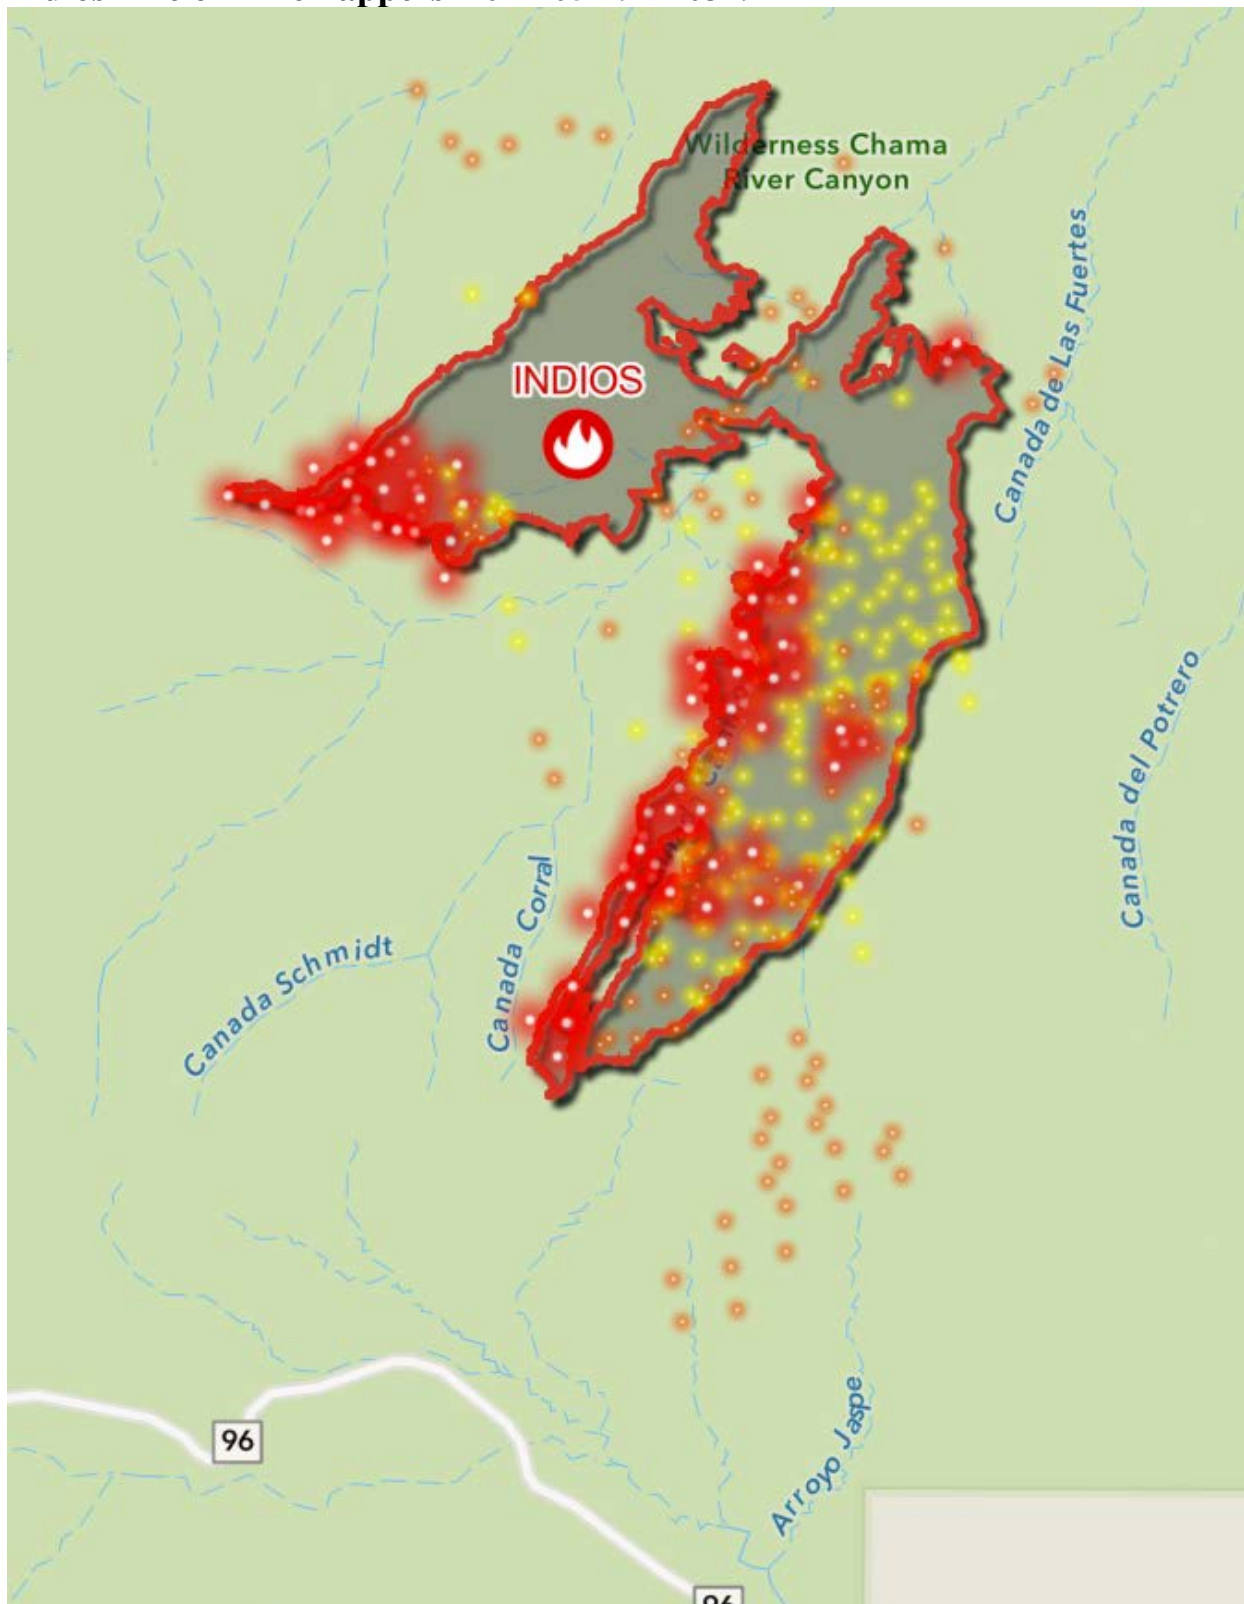 Wilderness Chama
River Canyon
Canada de Las Fuertes
INDIOS
Canada del Potrero
Canada Corral
Canada Schmidt
96
Arroyo Jaspe
96